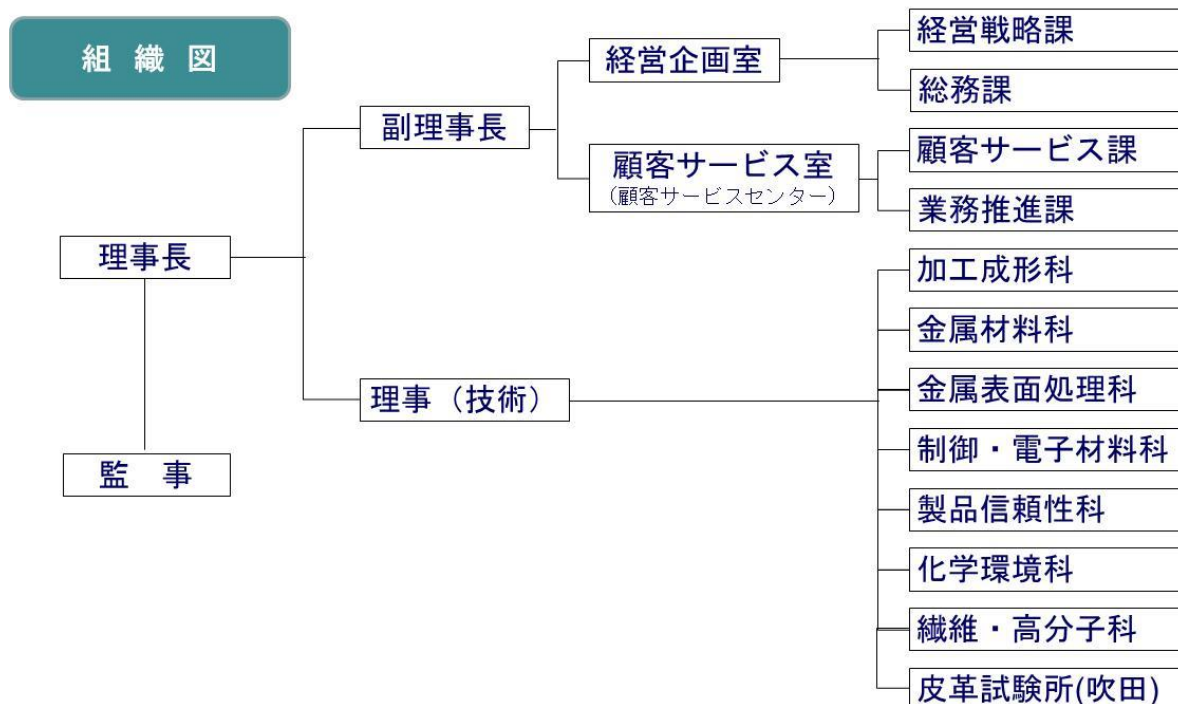 組 織 図
経営企画室
経営戦略課
総務課
副理事長
顧客サービス室
（顧客サービスセンター）
顧客サービス課
業務推進課
理事長
加工成形科
金属材料科
理事（技術）
金属表面処理科
制御・電子材料科
監　事
製品信頼性科
化学環境科
繊維・高分子科
皮革試験所(吹田)